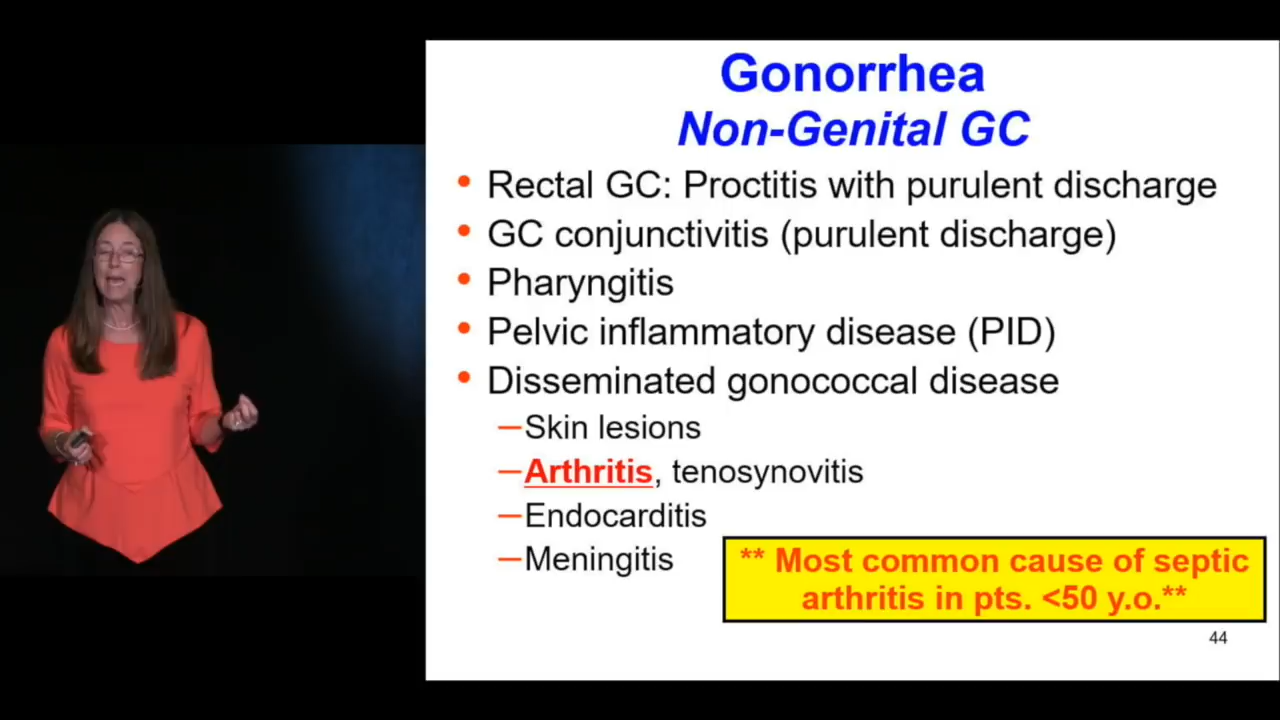 Gonorrhea
Non-Genital GC
• Rectal GC: Proctitis with purulent discharge
• GC conjunctivitis (purulent discharge)
• Pharyngitis
• Pelvic inflammatory disease (PID)
• Disseminated gonococcal disease
–Skin lesions
–Arthritis, tenosynovitis
–Endocarditis
–Meningitis
** Most common cause of septic
arthritis in pts. <50 y.o.**
44